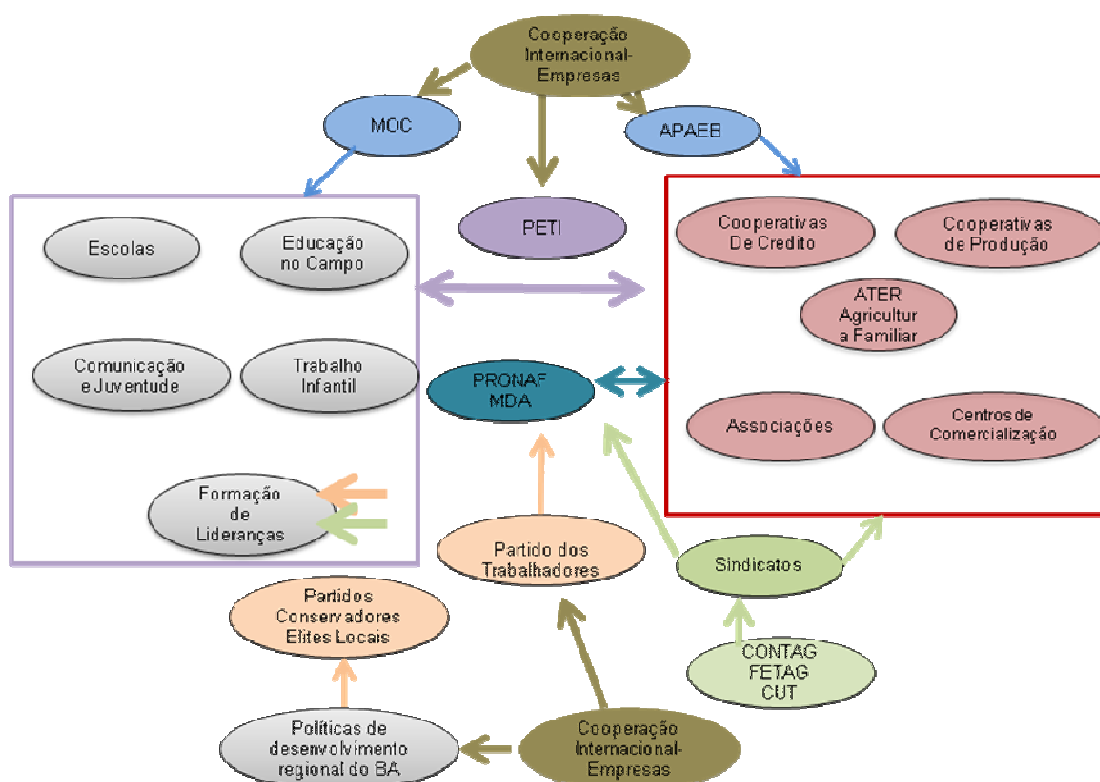 Cooperação
Internacional-
Empresas
MOC
APAEB
PETI
Escolas
Educação
no Campo
Cooperativas
De Credito
Cooperativas
de Produção
ATER
Agricultur
a Familiar
Comunicação
e Juventude
Trabalho
Infantil
PRONAF
MDA
Associações
Centros de
Comercialização
Formação
de
Lideranças
Partido dos
Trabalhadores
Sindicatos
Partidos
Conservadores
Elites Locais
CONTAG
FETAG
CUT
Políticas de
desenvolvimento
regional do BA
Cooperação
Internacional-
Empresas